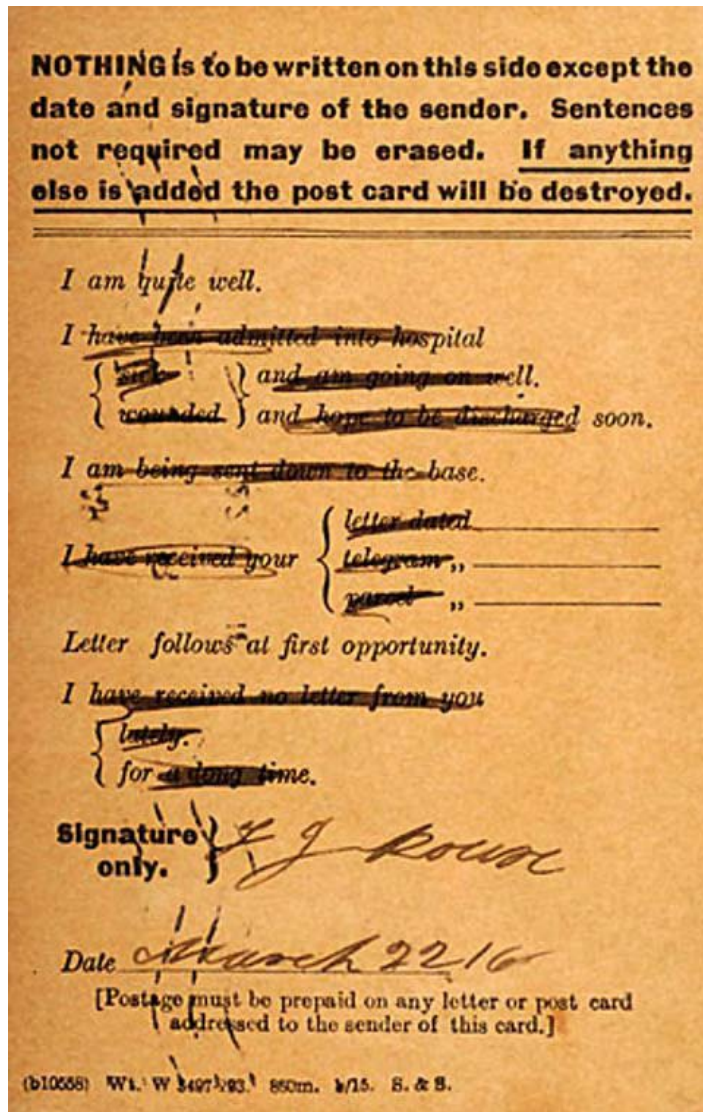 NOTHING is to be written on this side except the
date and signature of the sender. Sentences
not required may be erased. If anything
else is added the post card will be destroyed.
I am quite well.
I have been admitted into hospital
sick and am going on well.
wounded and hope to be discharged soon.
I am being sent down to the base.
letter dated
I have received your telegram ,,
parcel ,,
Letter follows at first opportunity.
I have received no letter from you
lately.
for a long time.
Signature
only. J
Date March 22 16
[Postage must be prepaid on any letter or post card
addressed to the sender of this card.]
(b10558) Wt. W 3497/293. 860m. S. & S.